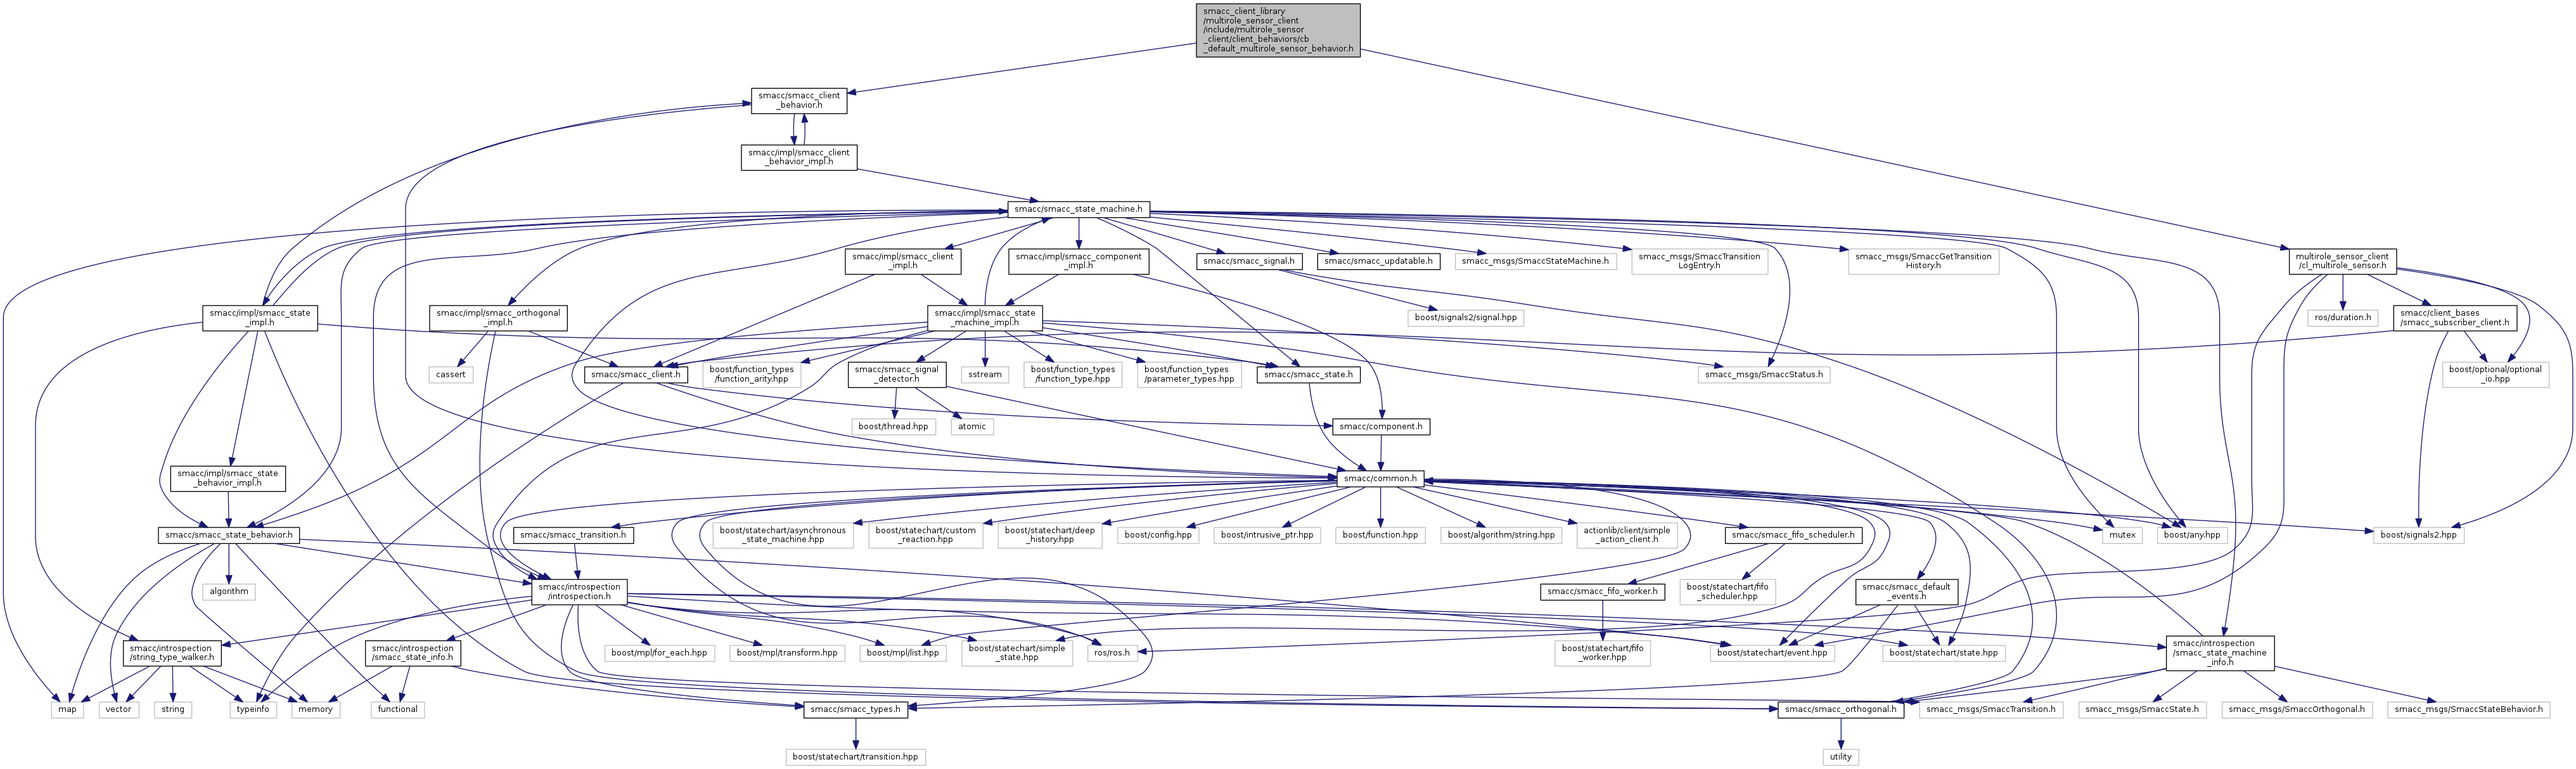 smacc_client_library
/multirole_sensor_client
/include/multirole_sensor
_client/client_behaviors/cb
_default_multirole_sensor_behavior.h
smacc/smacc_client
_behavior.h
smacc/impl/smacc_client
_behavior_impl.h
smacc/smacc_state_machine.h
smacc/impl/smacc_client
_impl.h
smacc/impl/smacc_component
_impl.h
smacc/smacc_signal.h
smacc/smacc_updatable.h
smacc_msgs/SmaccStateMachine.h
smacc_msgs/SmaccTransition
LogEntry.h
smacc_msgs/SmaccGetTransition
History.h
multirole_sensor_client
/cl_multirole_sensor.h
smacc/impl/smacc_state
_impl.h
smacc/impl/smacc_orthogonal
_impl.h
smacc/impl/smacc_state
_machine_impl.h
boost/signals2/signal.hpp
ros/duration.h
smacc/client_bases
/smacc_subscriber_client.h
cassert
smacc/smacc_client.h
boost/function_types
/function_arity.hpp
smacc/smacc_signal
_detector.h
sstream
boost/function_types
/function_type.hpp
boost/function_types
/parameter_types.hpp
smacc/smacc_state.h
smacc_msgs/SmaccStatus.h
boost/optional/optional
_io.hpp
boost/thread.hpp
atomic
smacc/component.h
smacc/impl/smacc_state
_behavior_impl.h
smacc/common.h
smacc/smacc_state_behavior.h
smacc/smacc_transition.h
boost/statechart/asynchronous
_state_machine.hpp
boost/statechart/custom
_reaction.hpp
boost/statechart/deep
_history.hpp
boost/config.hpp
boost/intrusive_ptr.hpp
boost/function.hpp
boost/algorithm/string.hpp
actionlib/client/simple
_action_client.h
smacc/smacc_fifo_scheduler.h
mutex
boost/any.hpp
boost/signals2.hpp
algorithm
smacc/introspection
/introspection.h
smacc/smacc_fifo_worker.h
boost/statechart/fifo
_scheduler.hpp
smacc/smacc_default
_events.h
smacc/introspection
/string_type_walker.h
smacc/introspection
/smacc_state_info.h
boost/mpl/for_each.hpp
boost/mpl/transform.hpp
boost/mpl/list.hpp
boost/statechart/simple
_state.hpp
ros/ros.h
boost/statechart/fifo
_worker.hpp
boost/statechart/event.hpp
boost/statechart/state.hpp
smacc/introspection
/smacc_state_machine
_info.h
map
vector
string
typeinfo
memory
functional
smacc/smacc_types.h
smacc/smacc_orthogonal.h
smacc_msgs/SmaccTransition.h
smacc_msgs/SmaccState.h
smacc_msgs/SmaccOrthogonal.h
smacc_msgs/SmaccStateBehavior.h
boost/statechart/transition.hpp
utility